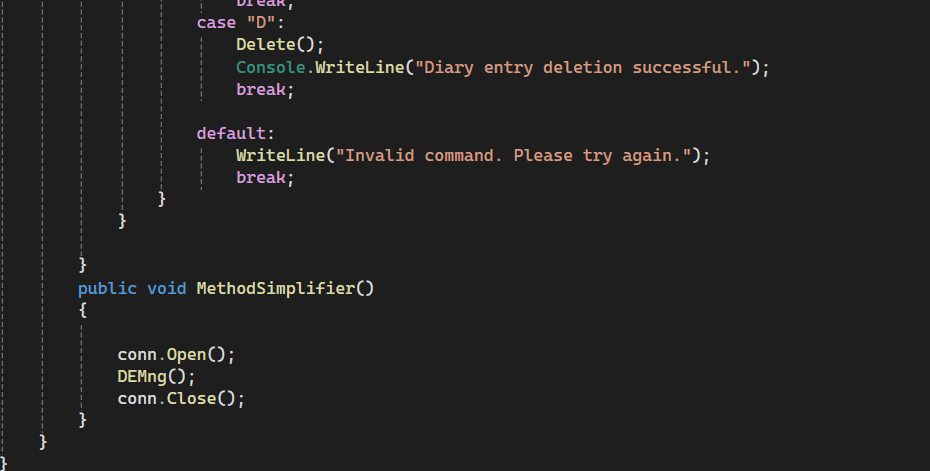 break;
case "D":
Delete();
Console.WriteLine("Diary entry deletion successful.");
break;
default:
WriteLine("Invalid command. Please try again.");
break;
}
}
}
public void MethodSimplifier()
{
conn.Open();
DEMng();
conn.Close();
}
}
}